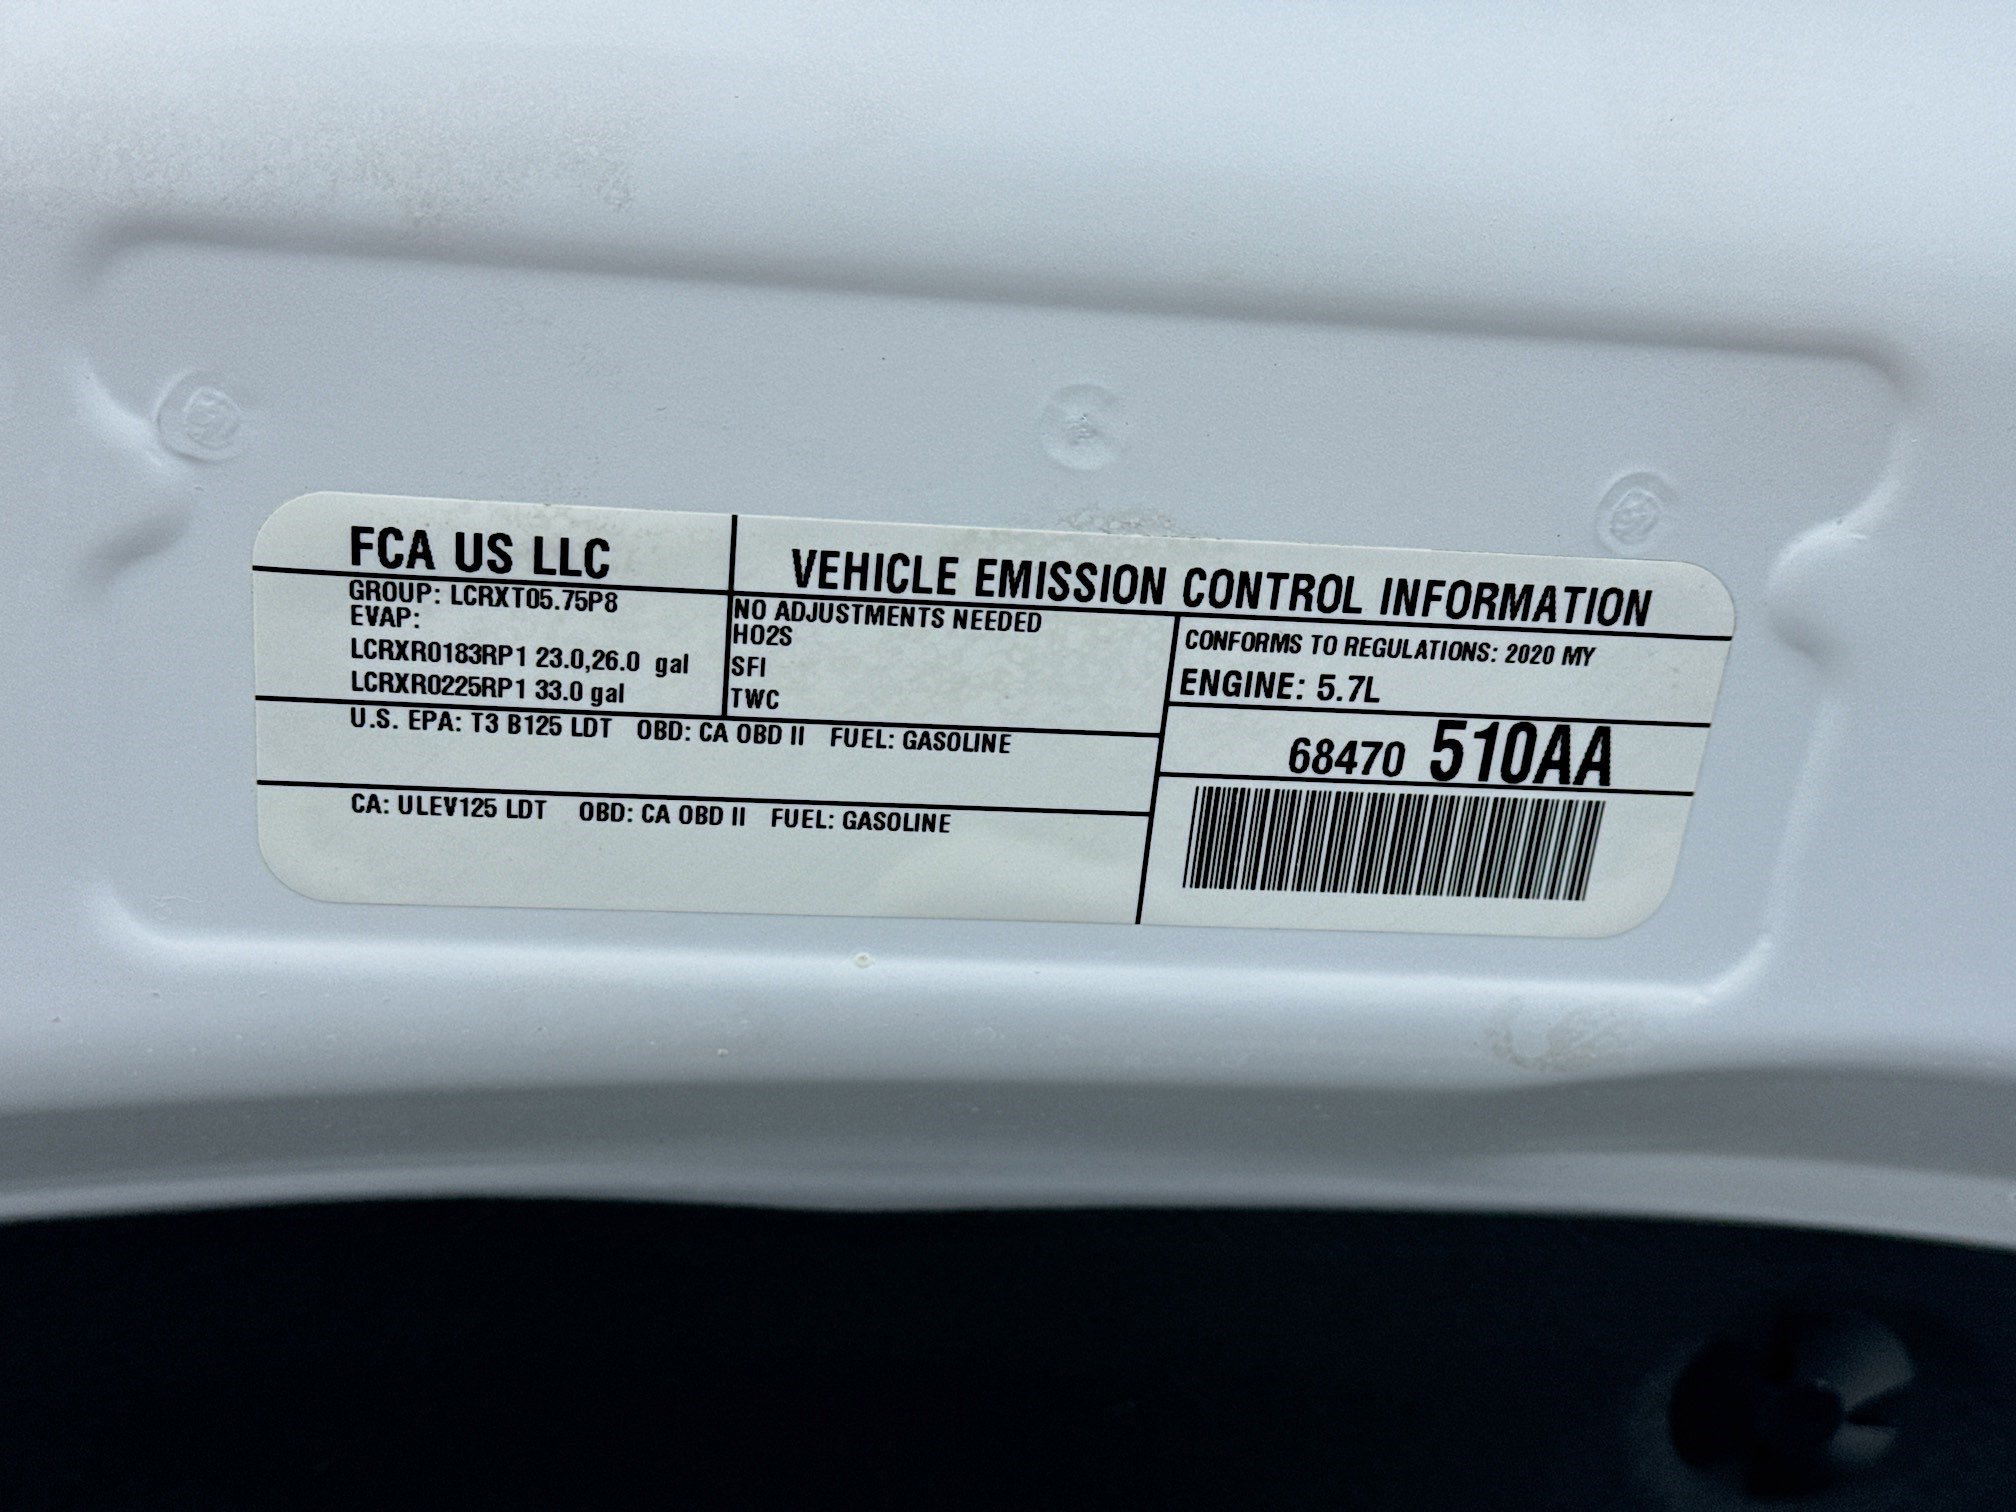 FCA US LLC
VEHICLE EMISSION CONTROL INFORMATION
GROUP: LCRXT05.75P8
EVAP:
LCRXR0183RP1 23.0,26.0 gal
LCRXR0225RP1 33.0 gal
NO ADJUSTMENTS NEEDED
HO2S
SFI
TWC
CONFORMS TO REGULATIONS: 2020 MY
ENGINE: 5.7L
U.S. EPA: T3 B125 LDT OBD: CA OBD II FUEL: GASOLINE
CA: ULEV125 LDT OBD: CA OBD II FUEL: GASOLINE
68470 510AA